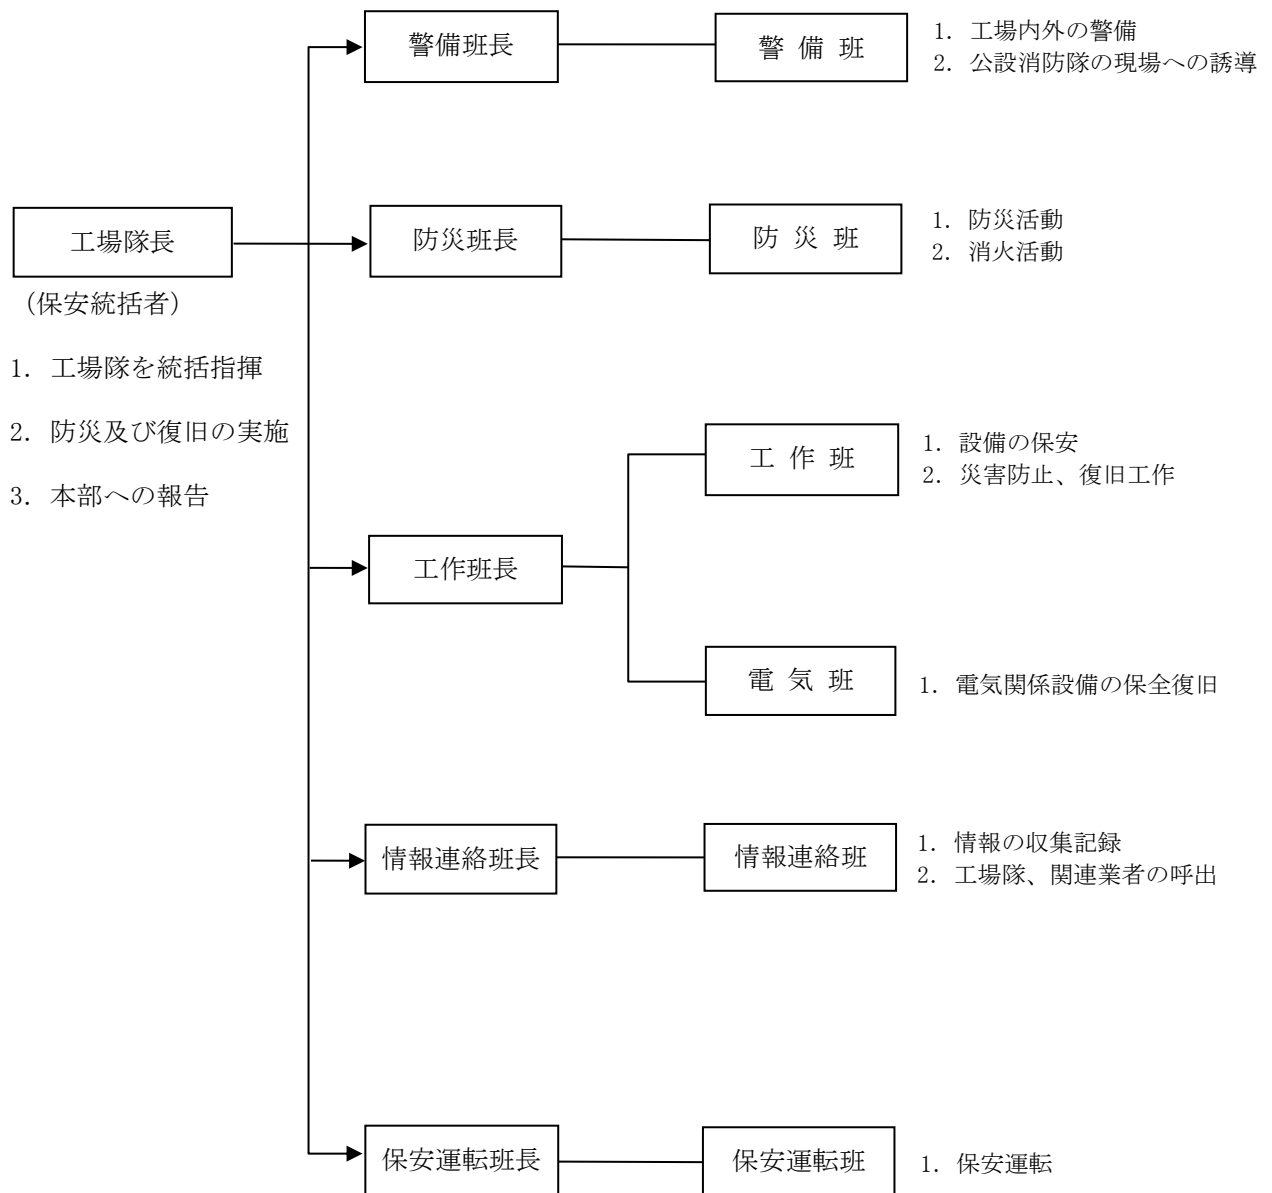 警備班長
警 備 班
1. 工場内外の警備
2. 公設消防隊の現場への誘導
工場隊長
(保安統括者)
1. 工場隊を統括指揮
2. 防災及び復旧の実施
3. 本部への報告
防災班長
防 災 班
1. 防災活動
2. 消火活動
工作班長
工 作 班
1. 設備の保安
2. 災害防止、復旧工作
電 気 班
1. 電気関係設備の保全復旧
情報連絡班長
情報連絡班
1. 情報の収集記録
2. 工場隊、関連業者の呼出
保安運転班長
保安運転班
1. 保安運転